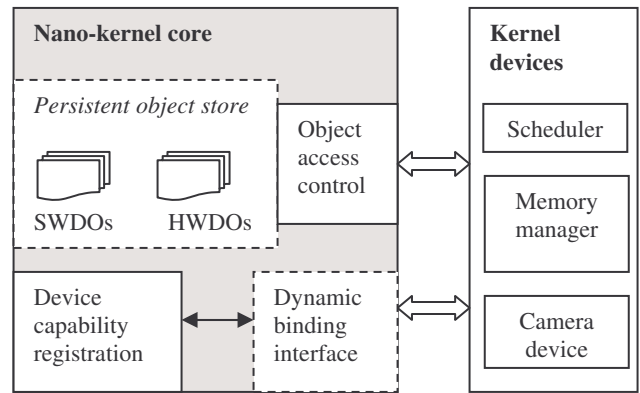 Nano-kernel core
Persistent object store
SWDOs
HWDOs
Object
access
control
Device
capability
registration
Dynamic
binding
interface
Kernel
devices
Scheduler
Memory
manager
Camera
device